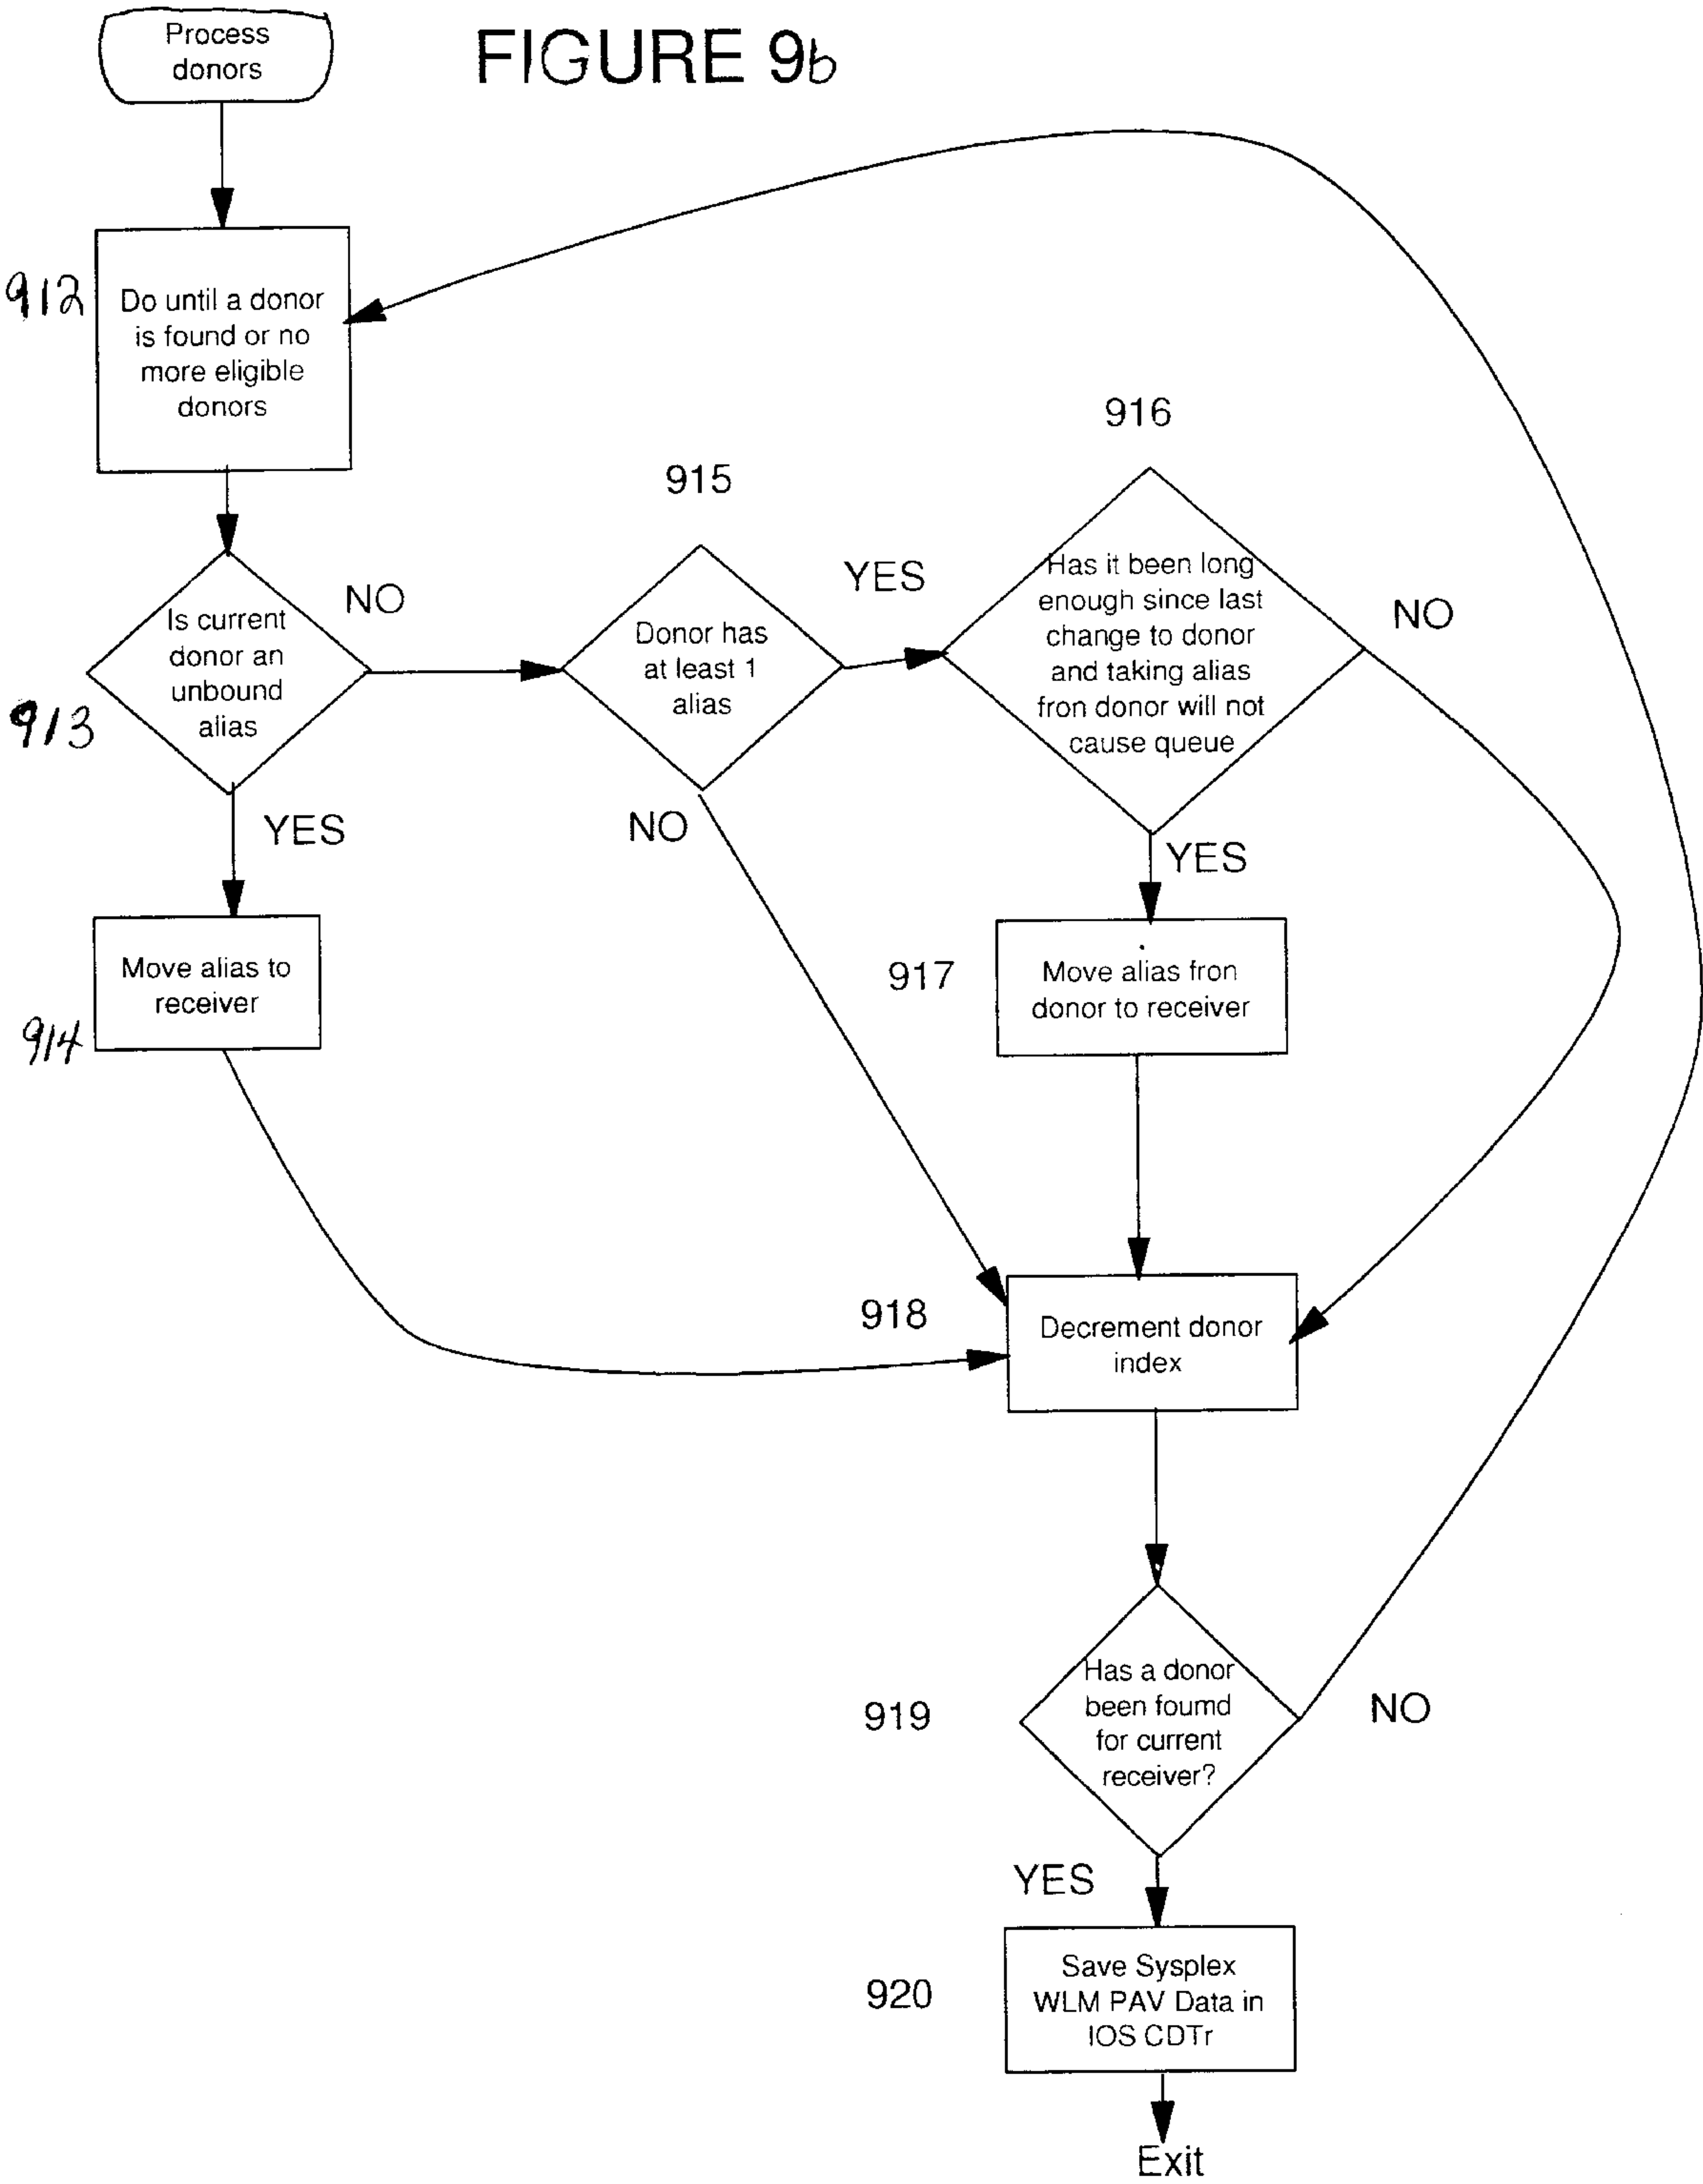 Process
donors
FIGURE 9b
912
Do until a donor
is found or no
more eligible
donors
916
915
YES
NO
NO
Is current
donor an
unbound
alias
913
Donor has
at least 1
alias
Has it been long
enough since last
change to donor
and taking alias
fron donor will not
cause queue
YES
NO
YES
Move alias to
receiver
914
917
Move alias fron
donor to receiver
918
Decrement donor
index
919
Has a donor
been foumd
for current
receiver?
NO
YES
920
Save Sysplex
WLM PAV Data in
IOS CDTr
Exit